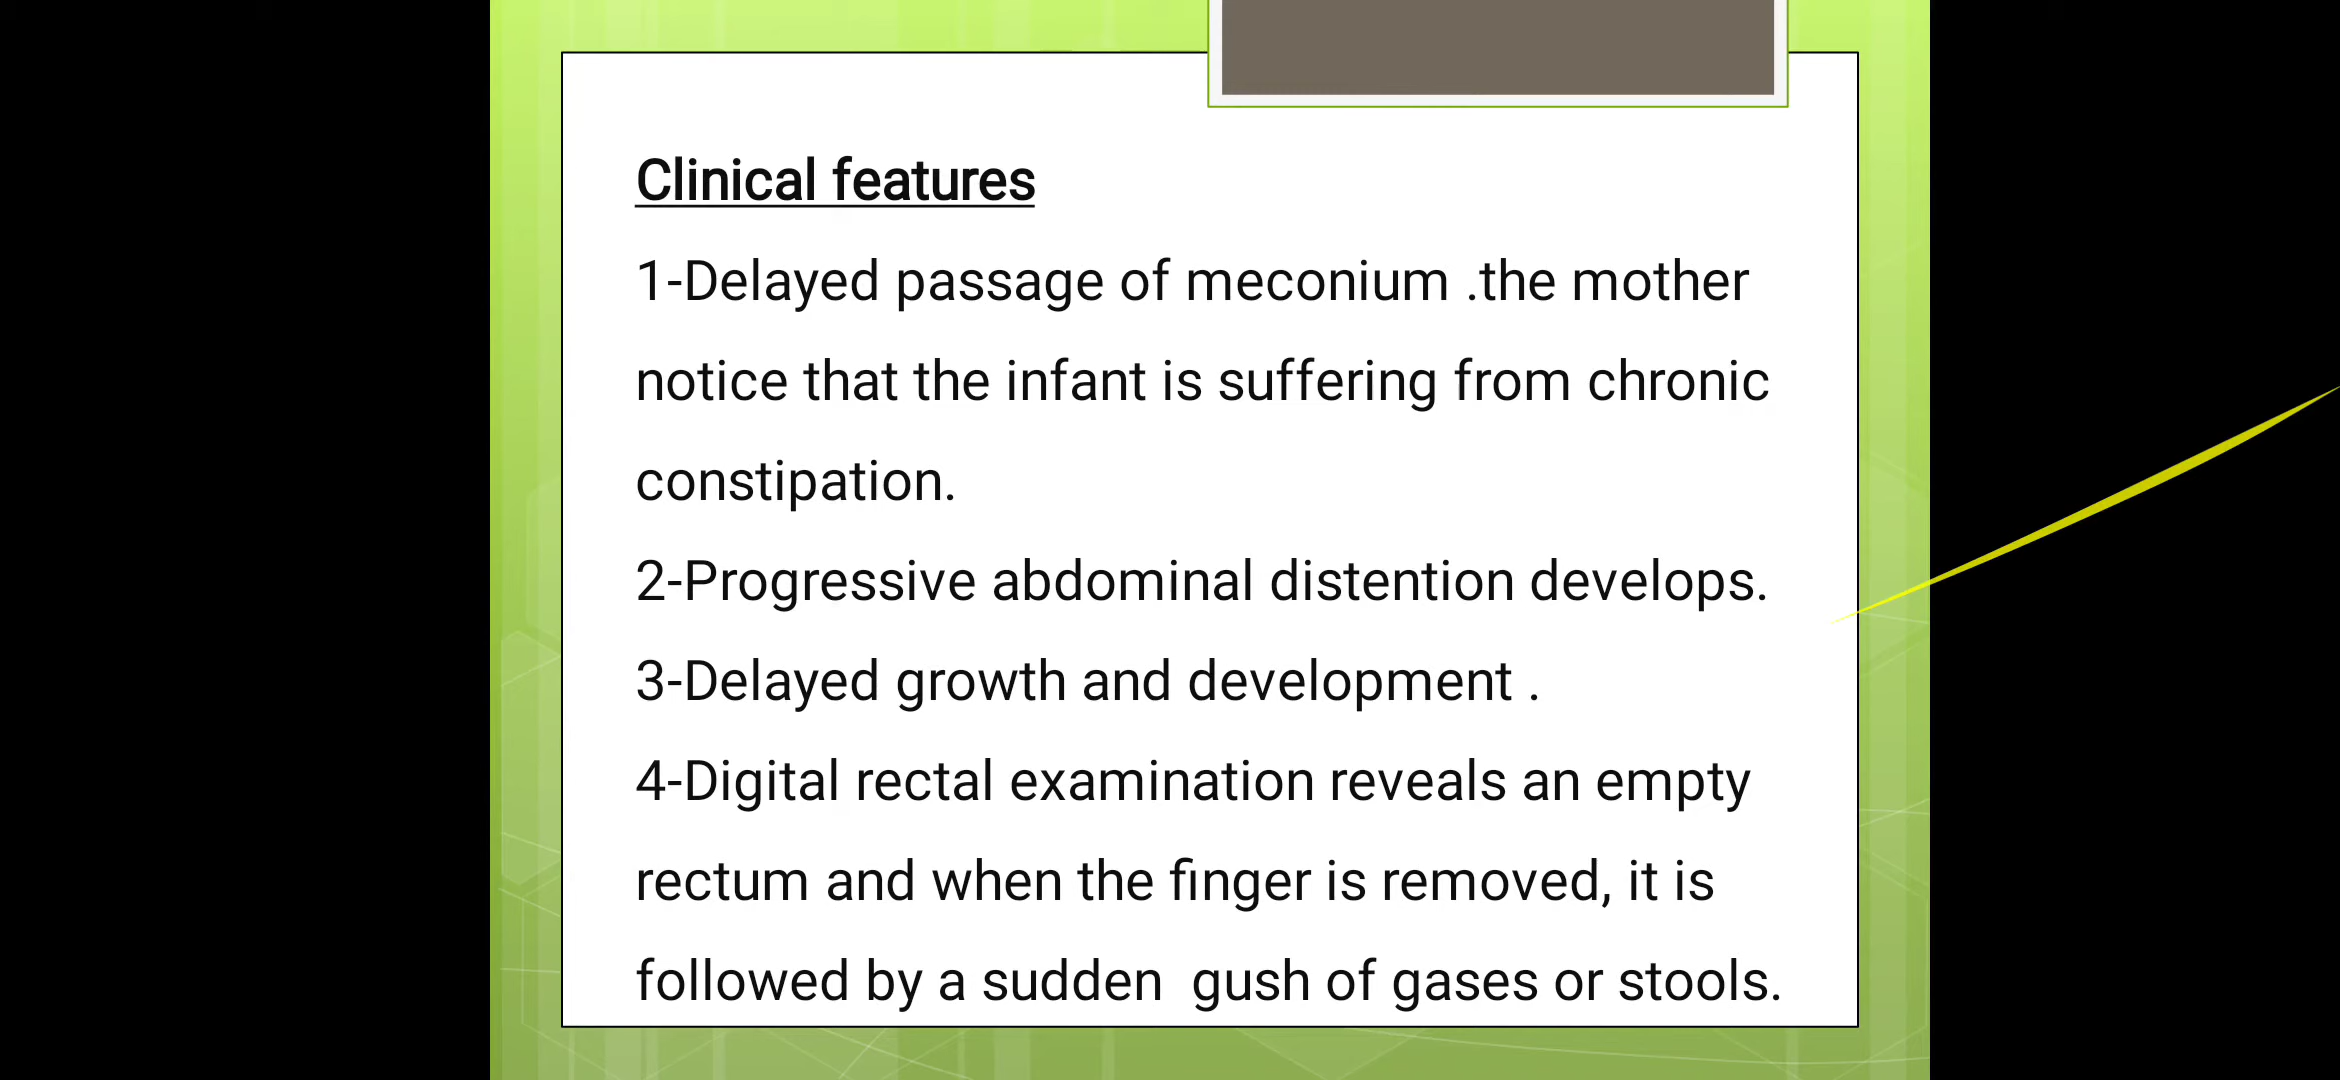 Clinical features
1-Delayed passage of meconium .the mother
notice that the infant is suffering from chronic
constipation.
2-Progressive abdominal distention develops.
3-Delayed growth and development .
4-Digital rectal examination reveals an empty
rectum and when the finger is removed, it is
followed by a sudden  gush of gases or stools.